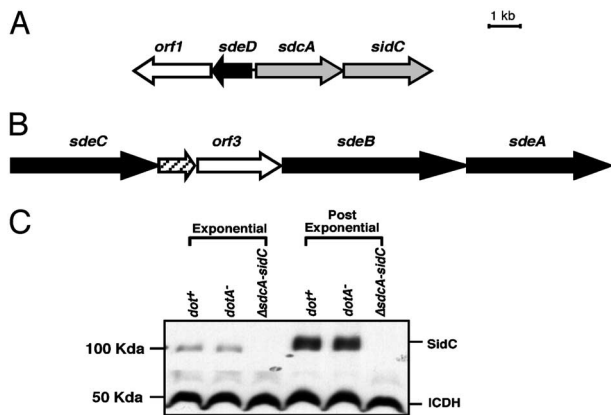 A
1 kb
orf1 sdeD sdcA sidC
B
sdeC orf3 sdeB sdeA
C
Exponential
Post
Exponential
dot+ dotA- ΔsdcA-sidC dot+ dotA- ΔsdcA-sidC
100 Kda
SidC
50 Kda
ICDH